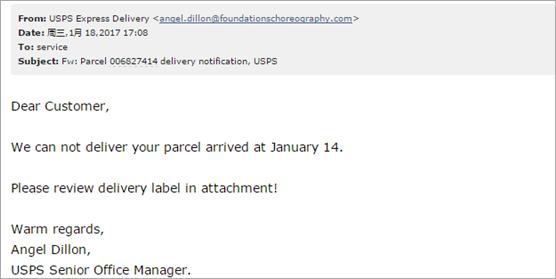 From: USPS Express Delivery <angel.dillon@foundationschoreography.com>
Date: 周三,1月 18,2017 17:08
To: service
Subject: Fw: Parcel 006827414 delivery notification, USPS
Dear Customer,
We can not deliver your parcel arrived at January 14.
Please review delivery label in attachment!
Warm regards,
Angel Dillon,
USPS Senior Office Manager.